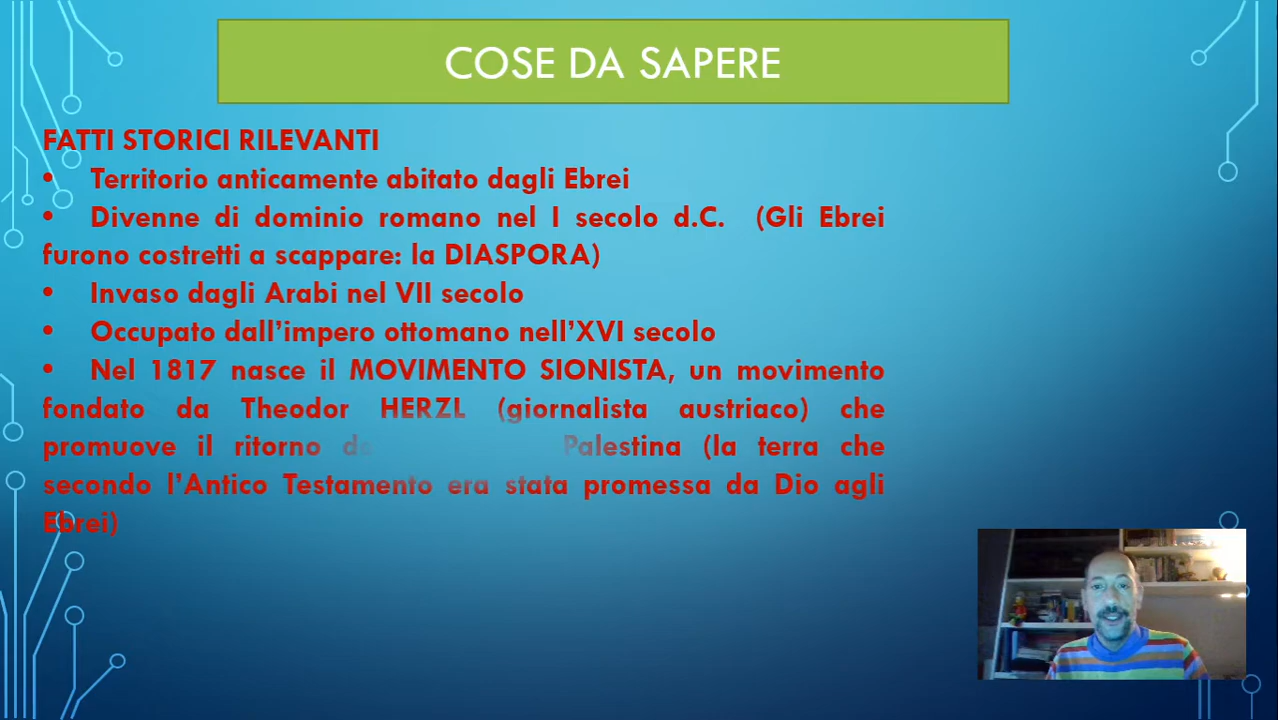 COSE DA SAPERE
FATTI STORICI RILEVANTI
• Territorio anticamente abitato dagli Ebrei
• Divenne di dominio romano nel I secolo d.C. (Gli Ebrei
furono costretti a scappare: la DIASPORA)
• Invaso dagli Arabi nel VII secolo
• Occupato dall'impero ottomano nell'XVI secolo
• Nel 1817 nasce il MOVIMENTO SIONISTA, un movimento
fondato da Theodor HERZL (giornalista austriaco) che
promuove il ritorno Palestina (la terra che
secondo l'Antico Testamento era stata promessa da Dio agli
Ebrei)